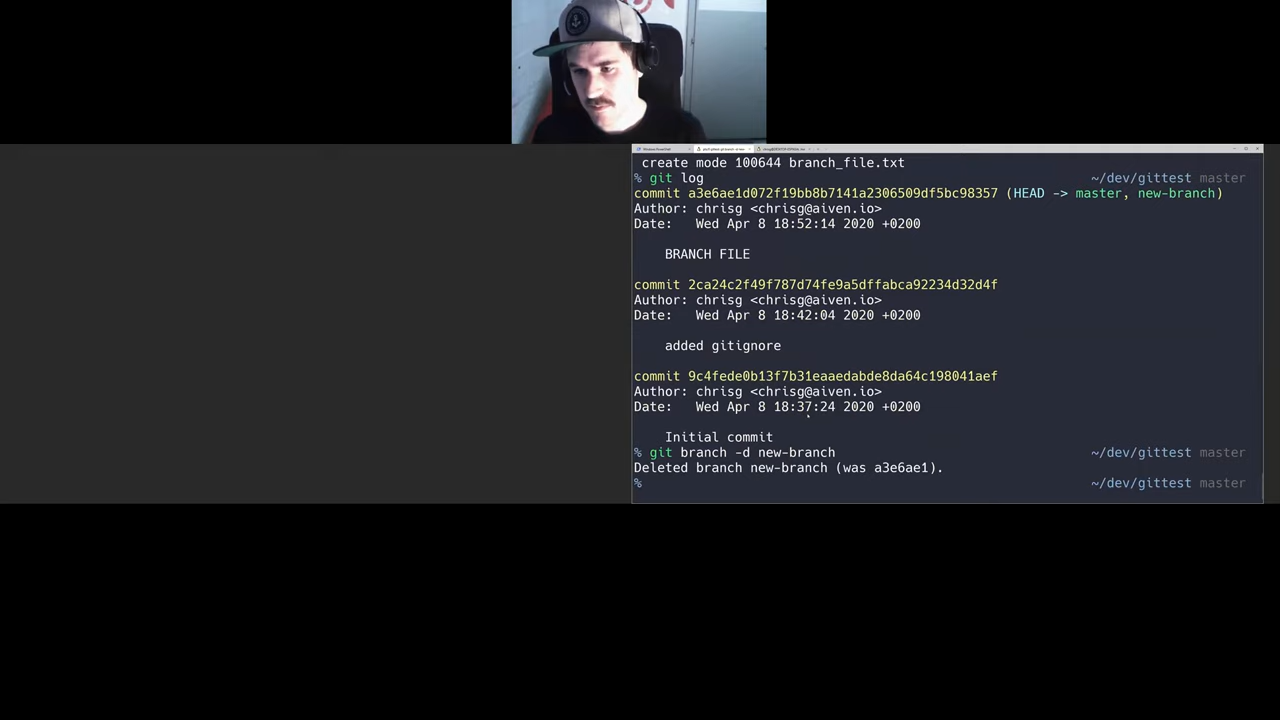 create mode 100644 branch_file.txt
% git log ~/dev/gittest master
commit a3e6ae1d072f19bb8b7141a2306509df5bc98357 (HEAD -> master, new-branch)
Author: chrisg <chrisg@aiven.io>
Date:   Wed Apr 8 18:52:14 2020 +0200
BRANCH FILE
commit 2ca24c2f49f787d74fe9a5dffabca92234d32d4f
Author: chrisg <chrisg@aiven.io>
Date:   Wed Apr 8 18:42:04 2020 +0200
added gitignore
commit 9c4fede0b13f7b31eaaedabde8da64c198041aef
Author: chrisg <chrisg@aiven.io>
Date:   Wed Apr 8 18:37:24 2020 +0200
Initial commit
% git branch -d new-branch ~/dev/gittest master
Deleted branch new-branch (was a3e6ae1).
% ~/dev/gittest master